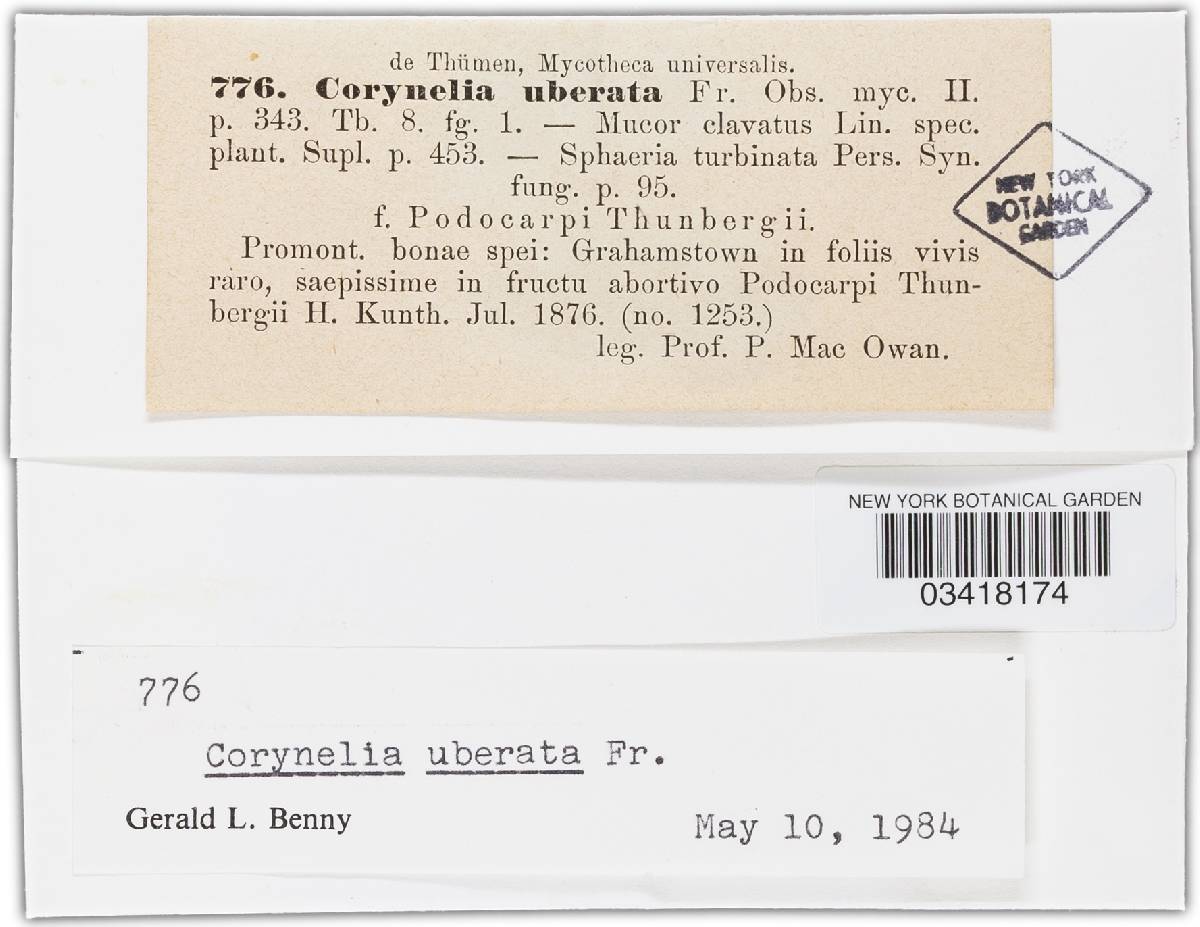 de Thümen, Mycotheca universalis.
776. Corynelia uberata Fr. Obs. myc. II.
p. 343. Tb. 8. fg. 1. — Mucor clavatus Lin. spec.
plant. Supl. p. 453. — Sphaeria turbinata Pers. Syn.
fung. p. 95.
f. Podocarpi Thunbergii.
Promont. bonae spei: Grahamstown in foliis vivis
raro, saepissime in fructu abortivo Podocarpi Thun-
bergii H. Kunth. Jul. 1876. (no. 1253.)
leg. Prof. P. Mac Owan.
NEW YORK
BOTANICAL
GARDEN
NEW YORK BOTANICAL GARDEN
03418174
776
Corynelia uberata Fr.
Gerald L. Benny
May 10, 1984